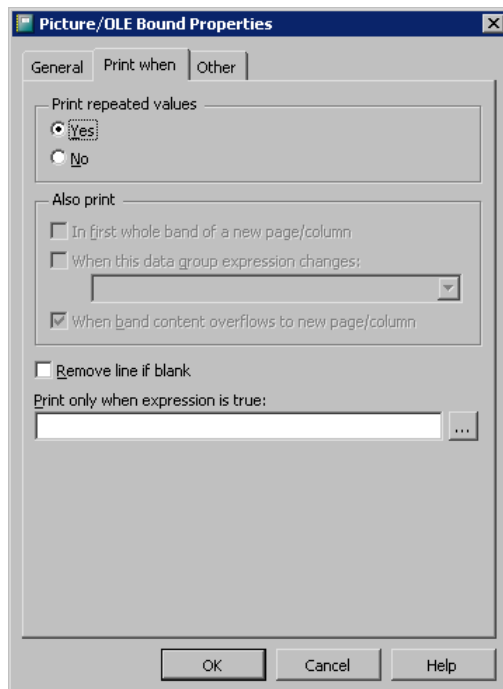 Picture/OLE Bound Properties
General Print when Other
Print repeated values
Yes
No
Also print
In first whole band of a new page/column
When this data group expression changes:
When band content overflows to new page/column
Remove line if blank
Print only when expression is true:
...
OK Cancel Help